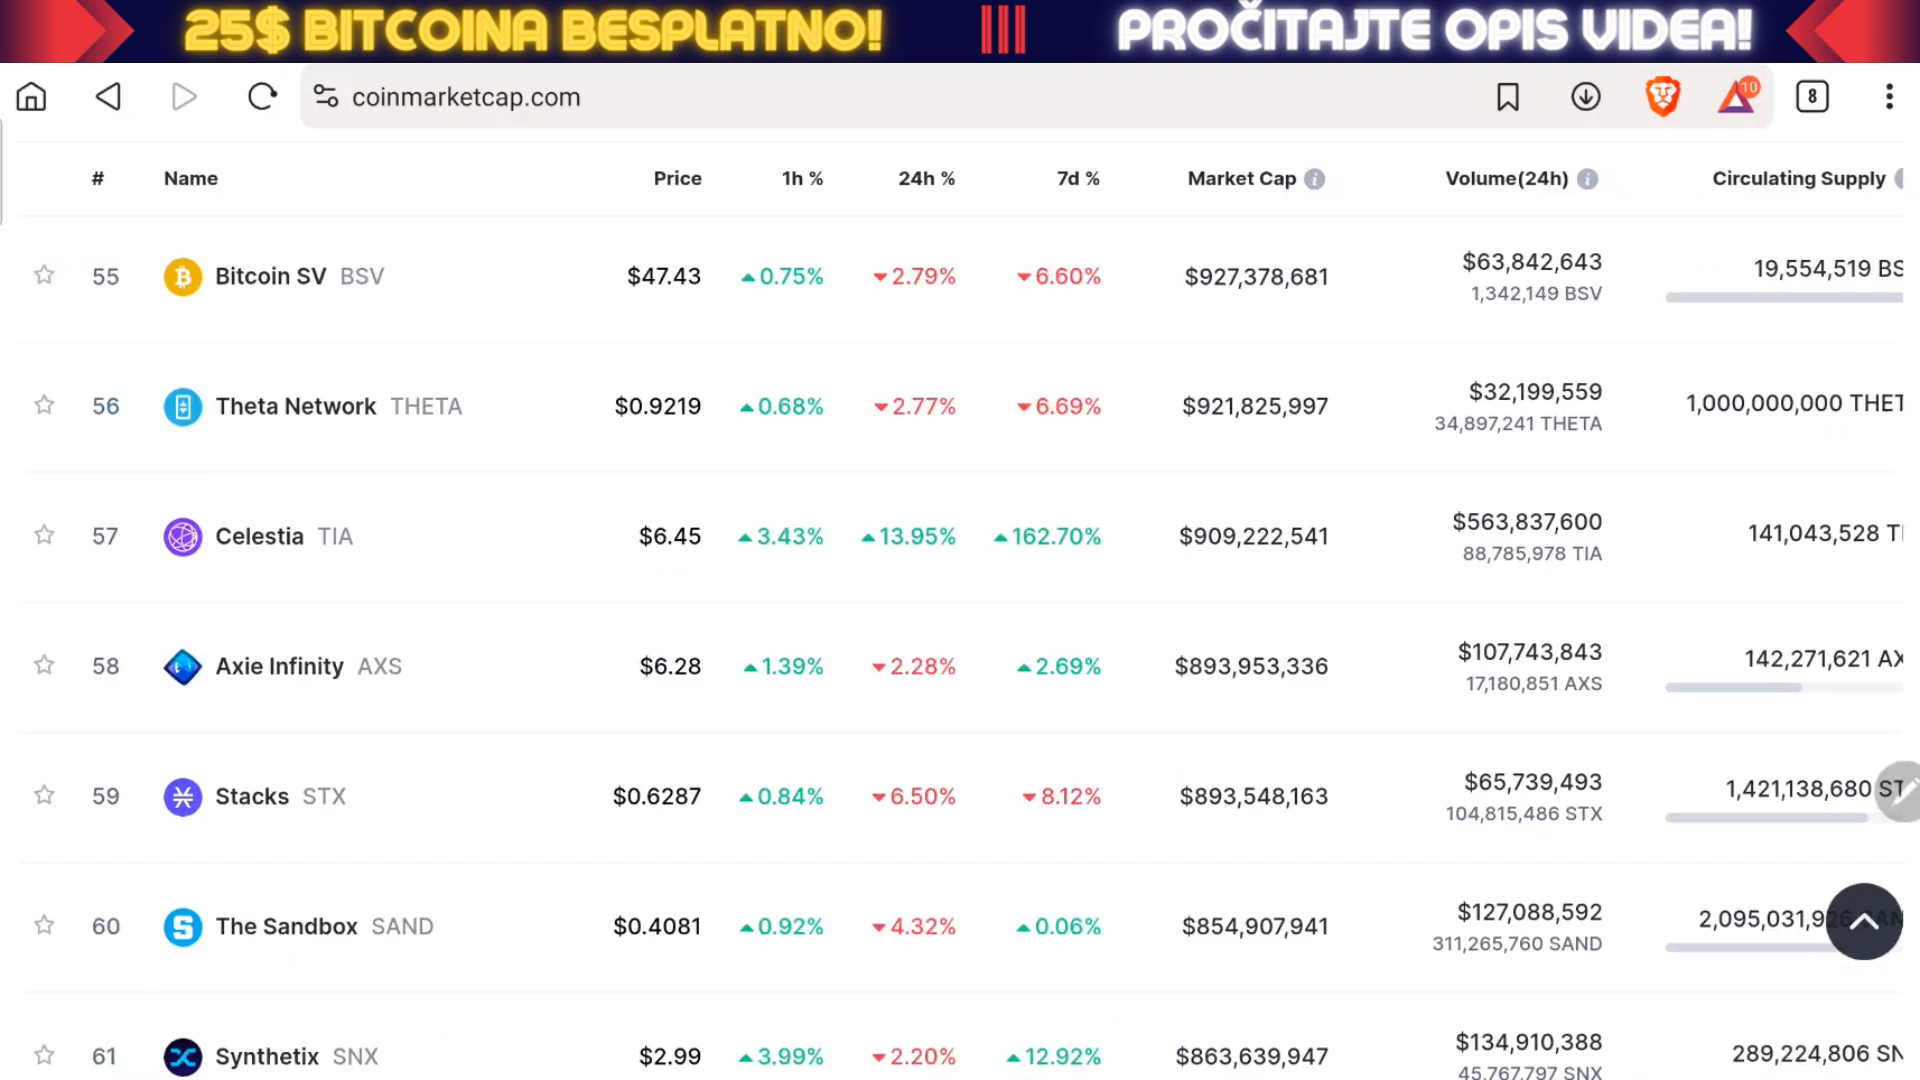 25$ BITCOINA BESPLATNO! ||| PROČITAJTE OPIS VIDEA!
coinmarketcap.com 10 8
# Name Price 1h % 24h % 7d % Market Cap Volume(24h) Circulating Supply
55 Bitcoin SV BSV $47.43 0.75% 2.79% 6.60% $927,378,681 $63,842,643 19,554,519 BS
1,342,149 BSV
56 Theta Network THETA $0.9219 0.68% 2.77% 6.69% $921,825,997 $32,199,559 1,000,000,000 THET
34,897,241 THETA
57 Celestia TIA $6.45 3.43% 13.95% 162.70% $909,222,541 $563,837,600 141,043,528 TI
88,785,978 TIA
58 Axie Infinity AXS $6.28 1.39% 2.28% 2.69% $893,953,336 $107,743,843 142,271,621 AX
17,180,851 AXS
59 Stacks STX $0.6287 0.84% 6.50% 8.12% $893,548,163 $65,739,493 1,421,138,680 ST
104,815,486 STX
60 The Sandbox SAND $0.4081 0.92% 4.32% 0.06% $854,907,941 $127,088,592
311,265,760 SAND
61 Synthetix SNX $2.99 3.99% 2.20% 12.92% $863,639,947 $134,910,388 289,224,806 SN
45,767,797 SNX